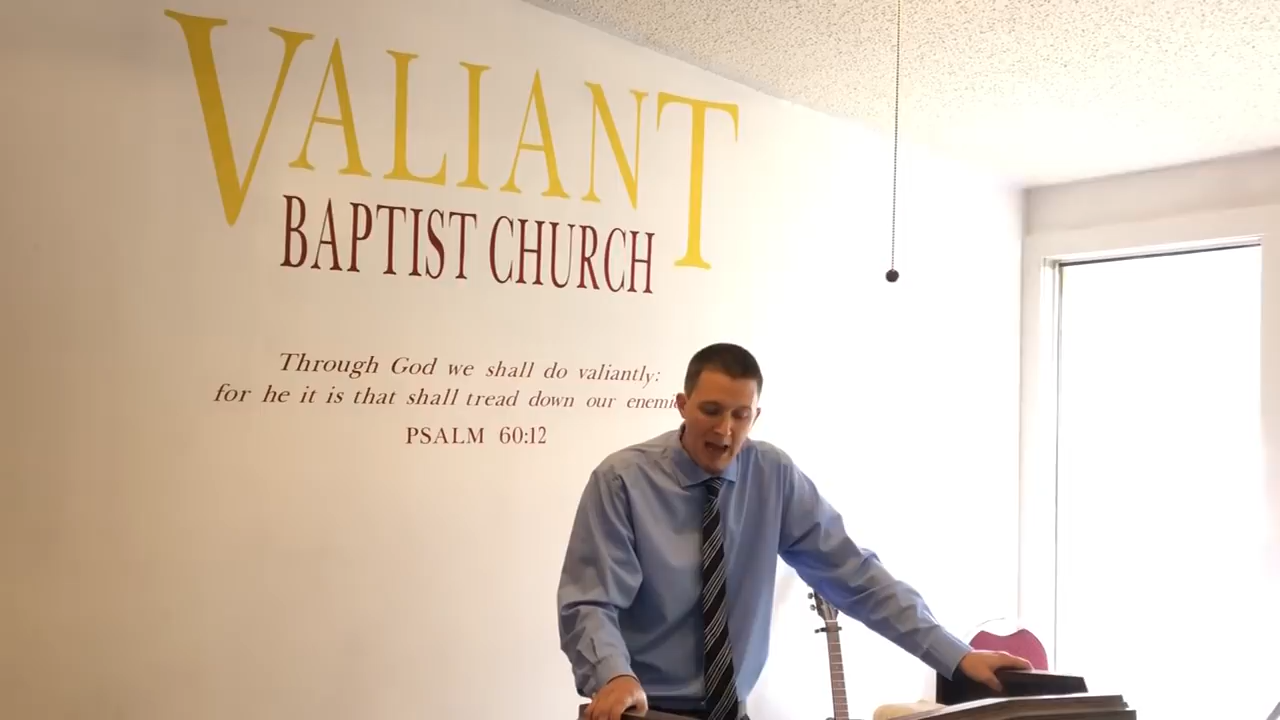 VALIANT
BAPTIST CHURCH
Through God we shall do valiantly:
for he it is that shall tread down our
PSALM 60:12